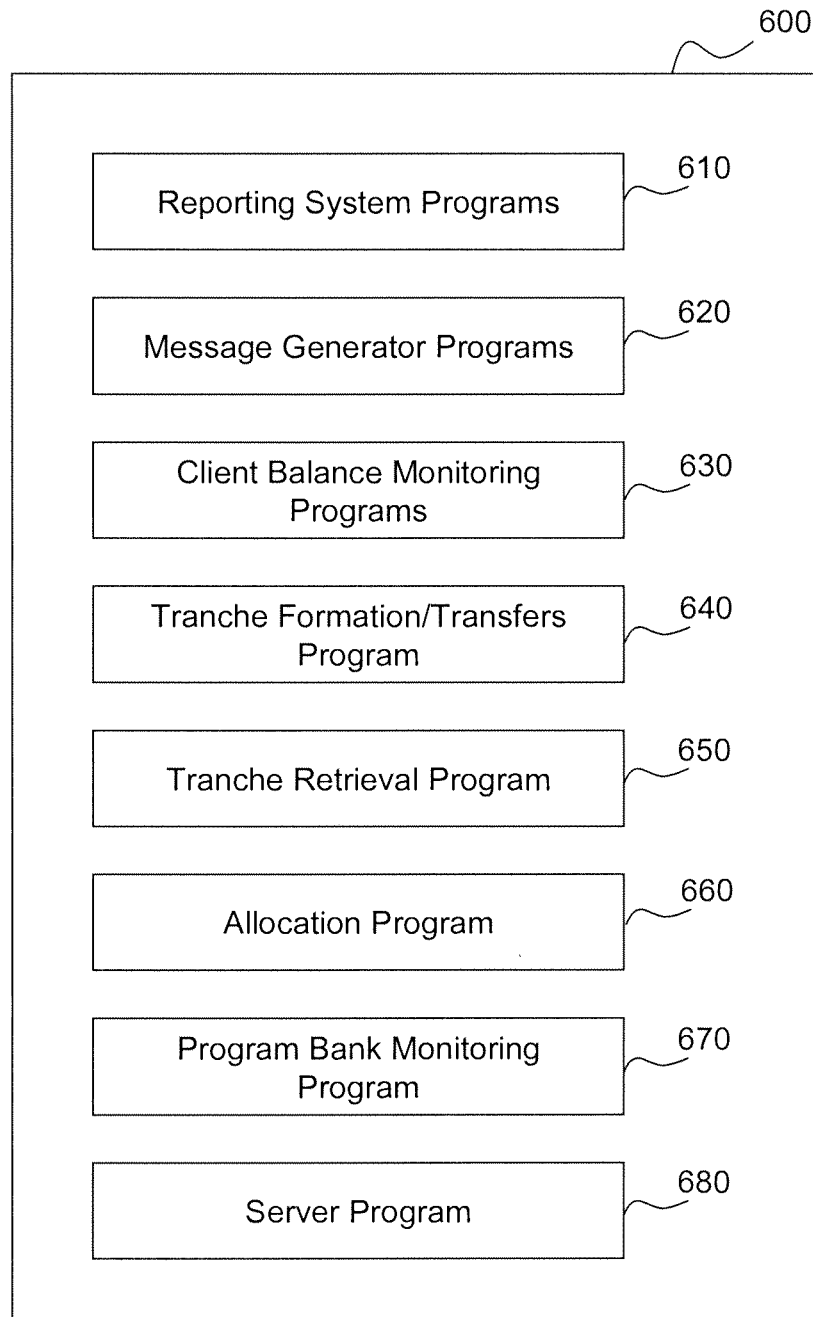 600
Reporting System Programs
610
Message Generator Programs
620
Client Balance Monitoring
Programs
630
Tranche Formation/Transfers
Program
640
Tranche Retrieval Program
650
Allocation Program
660
Program Bank Monitoring
Program
670
Server Program
680